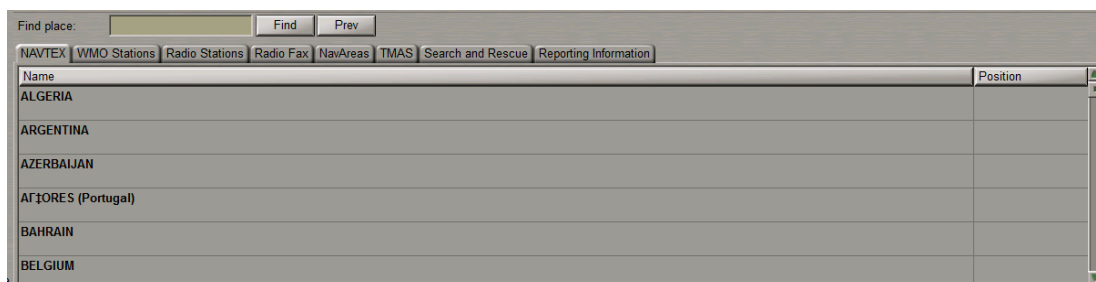 Find place: Find Prev
NAVTEX WMO Stations Radio Stations Radio Fax NavAreas TMAS Search and Rescue Reporting Information
Name Position
ALGERIA
ARGENTINA
AZERBAIJAN
AГ‡ORES (Portugal)
BAHRAIN
BELGIUM